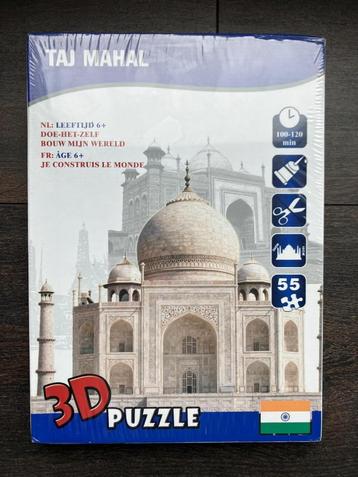 TAJ MAHAL
NL: LEEFTIJD 6+
DOE-HET-ZELF
BOUW MIJN WERELD
FR: ÂGE 6+
JE CONSTRUIS LE MONDE
100-120
min
55
3D PUZZLE